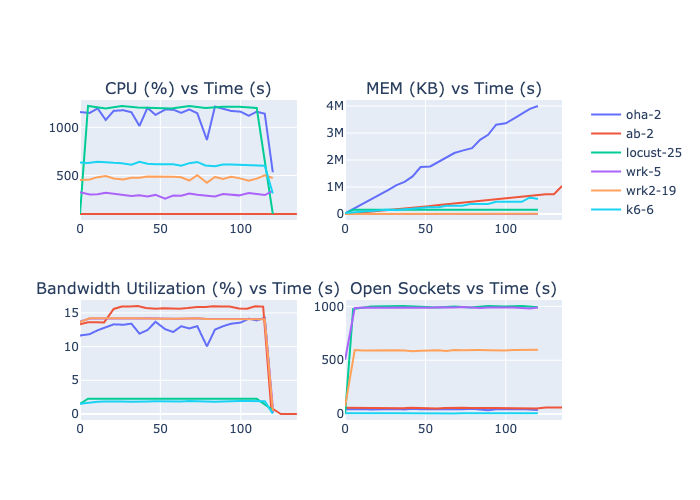 CPU (%) vs Time (s)
MEM (KB) vs Time (s)
1000
500
0
50
100
4M
3M
2M
1M
0
0
50
100
oha-2
ab-2
locust-25
wrk-5
wrk2-19
k6-6
Bandwidth Utilization (%) vs Time (s)
Open Sockets vs Time (s)
15
10
5
0
0
50
100
1000
500
0
0
50
100